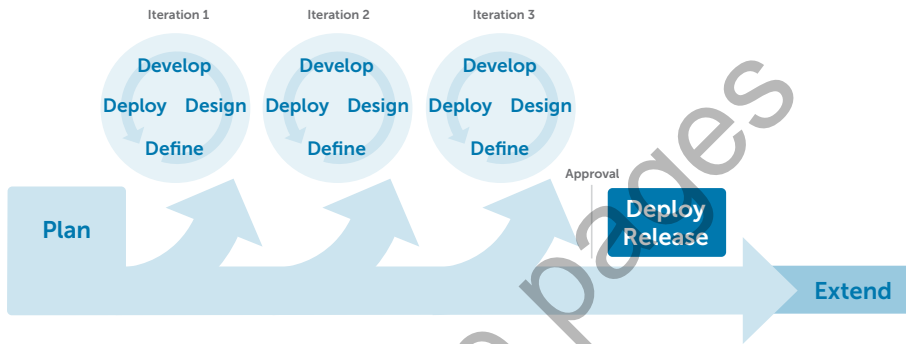 Iteration 1
Iteration 2
Iteration 3
Develop
Deploy Design
Define
Develop
Deploy Design
Define
Develop
Deploy Design
Define
Approval
Plan
Deploy
Release
Extend
pages